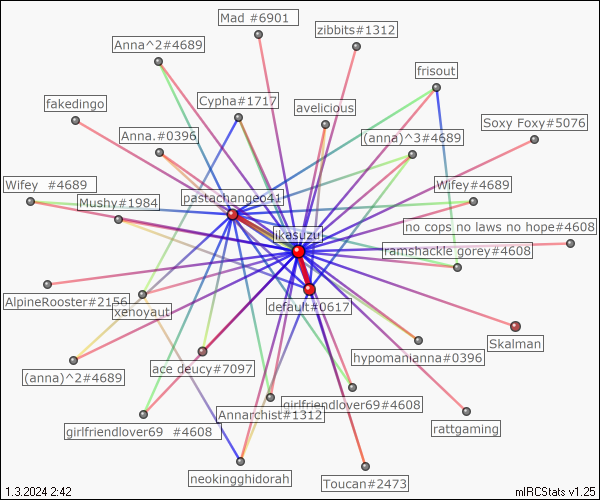 Mad #6901
zibbits#1312
Anna^2#4689
frisout
fakedingo
Cypha#1717
avelicious
Soxy Foxy#5076
Anna.#0396
(anna)^3#4689
Wifey  #4689
pastachangeo41
Wifey#4689
Mushy#1984
no cops no laws no hope#4608
ikasuzu
ramshackle gorey#4608
AlpineRooster#2156
xenoyaut
default#0617
Skalman
hypomanianna#0396
(anna)^2#4689
ace deucy#7097
girlfriendlover69  #4608
Annarchist#1312
girlfriendlover69#4608
rattgaming
neokingghidorah
Toucan#2473
1.3.2024 2:42
mIRCStats v1.25